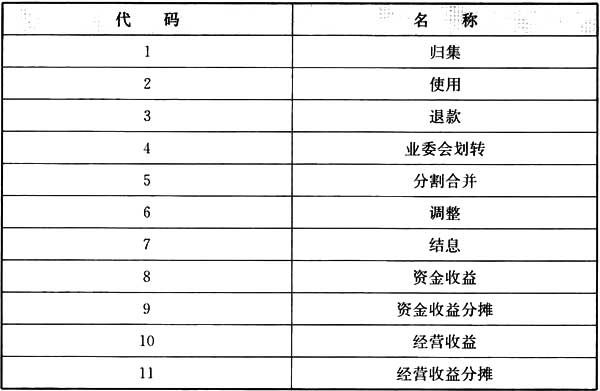 代 码 名 称
1 归集
2 使用
3 退款
4 业委会划转
5 分割合并
6 调整
7 结息
8 资金收益
9 资金收益分摊
10 经营收益
11 经营收益分摊